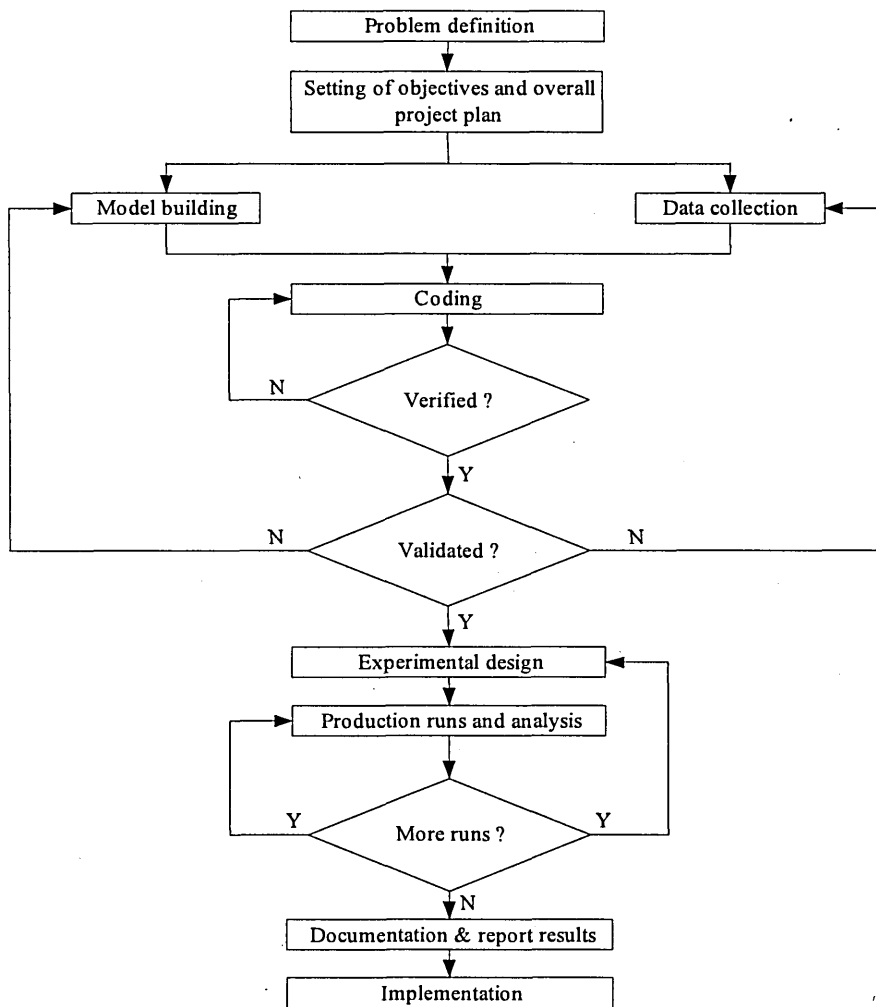 Problem definition
Setting of objectives and overall
project plan
Model building
Data collection
Coding
N
Verified ?
Y
N
Validated ?
N
Y
Experimental design
Production runs and analysis
Y
More runs ?
Y
N
Documentation & report results
Implementation